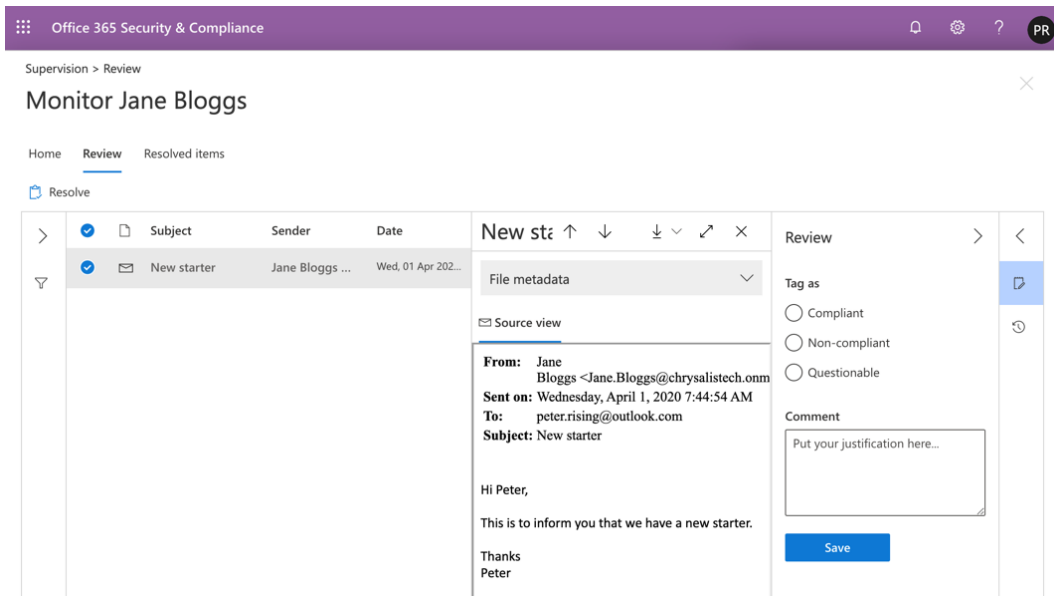 Office 365 Security & Compliance
?
PR
Supervision > Review
Monitor Jane Bloggs
Home Review Resolved items
Resolve
Subject Sender Date
New starter Jane Bloggs ... Wed, 01 Apr 202...
New sta
File metadata
Source view
From: Jane
Bloggs <Jane.Bloggs@chrysalistech.onm
Sent on: Wednesday, April 1, 2020 7:44:54 AM
To: peter.rising@outlook.com
Subject: New starter
Hi Peter,
This is to inform you that we have a new starter.
Thanks
Peter
Review
Tag as
Compliant
Non-compliant
Questionable
Comment
Put your justification here...
Save